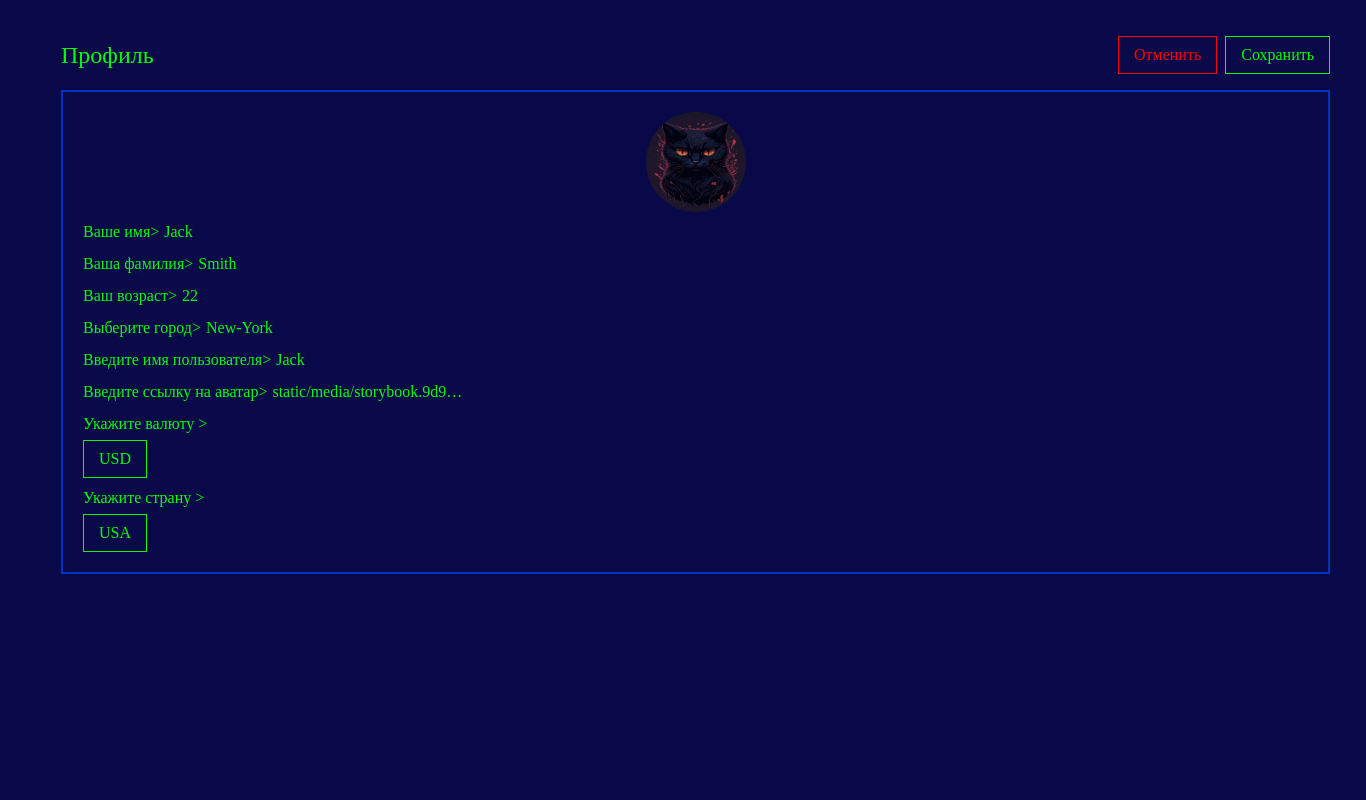 Профиль
Отменить
Сохранить
Ваше имя> Jack
Ваша фамилия> Smith
Ваш возраст> 22
Выберите город> New-York
Введите имя пользователя> Jack
Введите ссылку на аватар> static/media/storybook.9d9…
Укажите валюту >
USD
Укажите страну >
USA